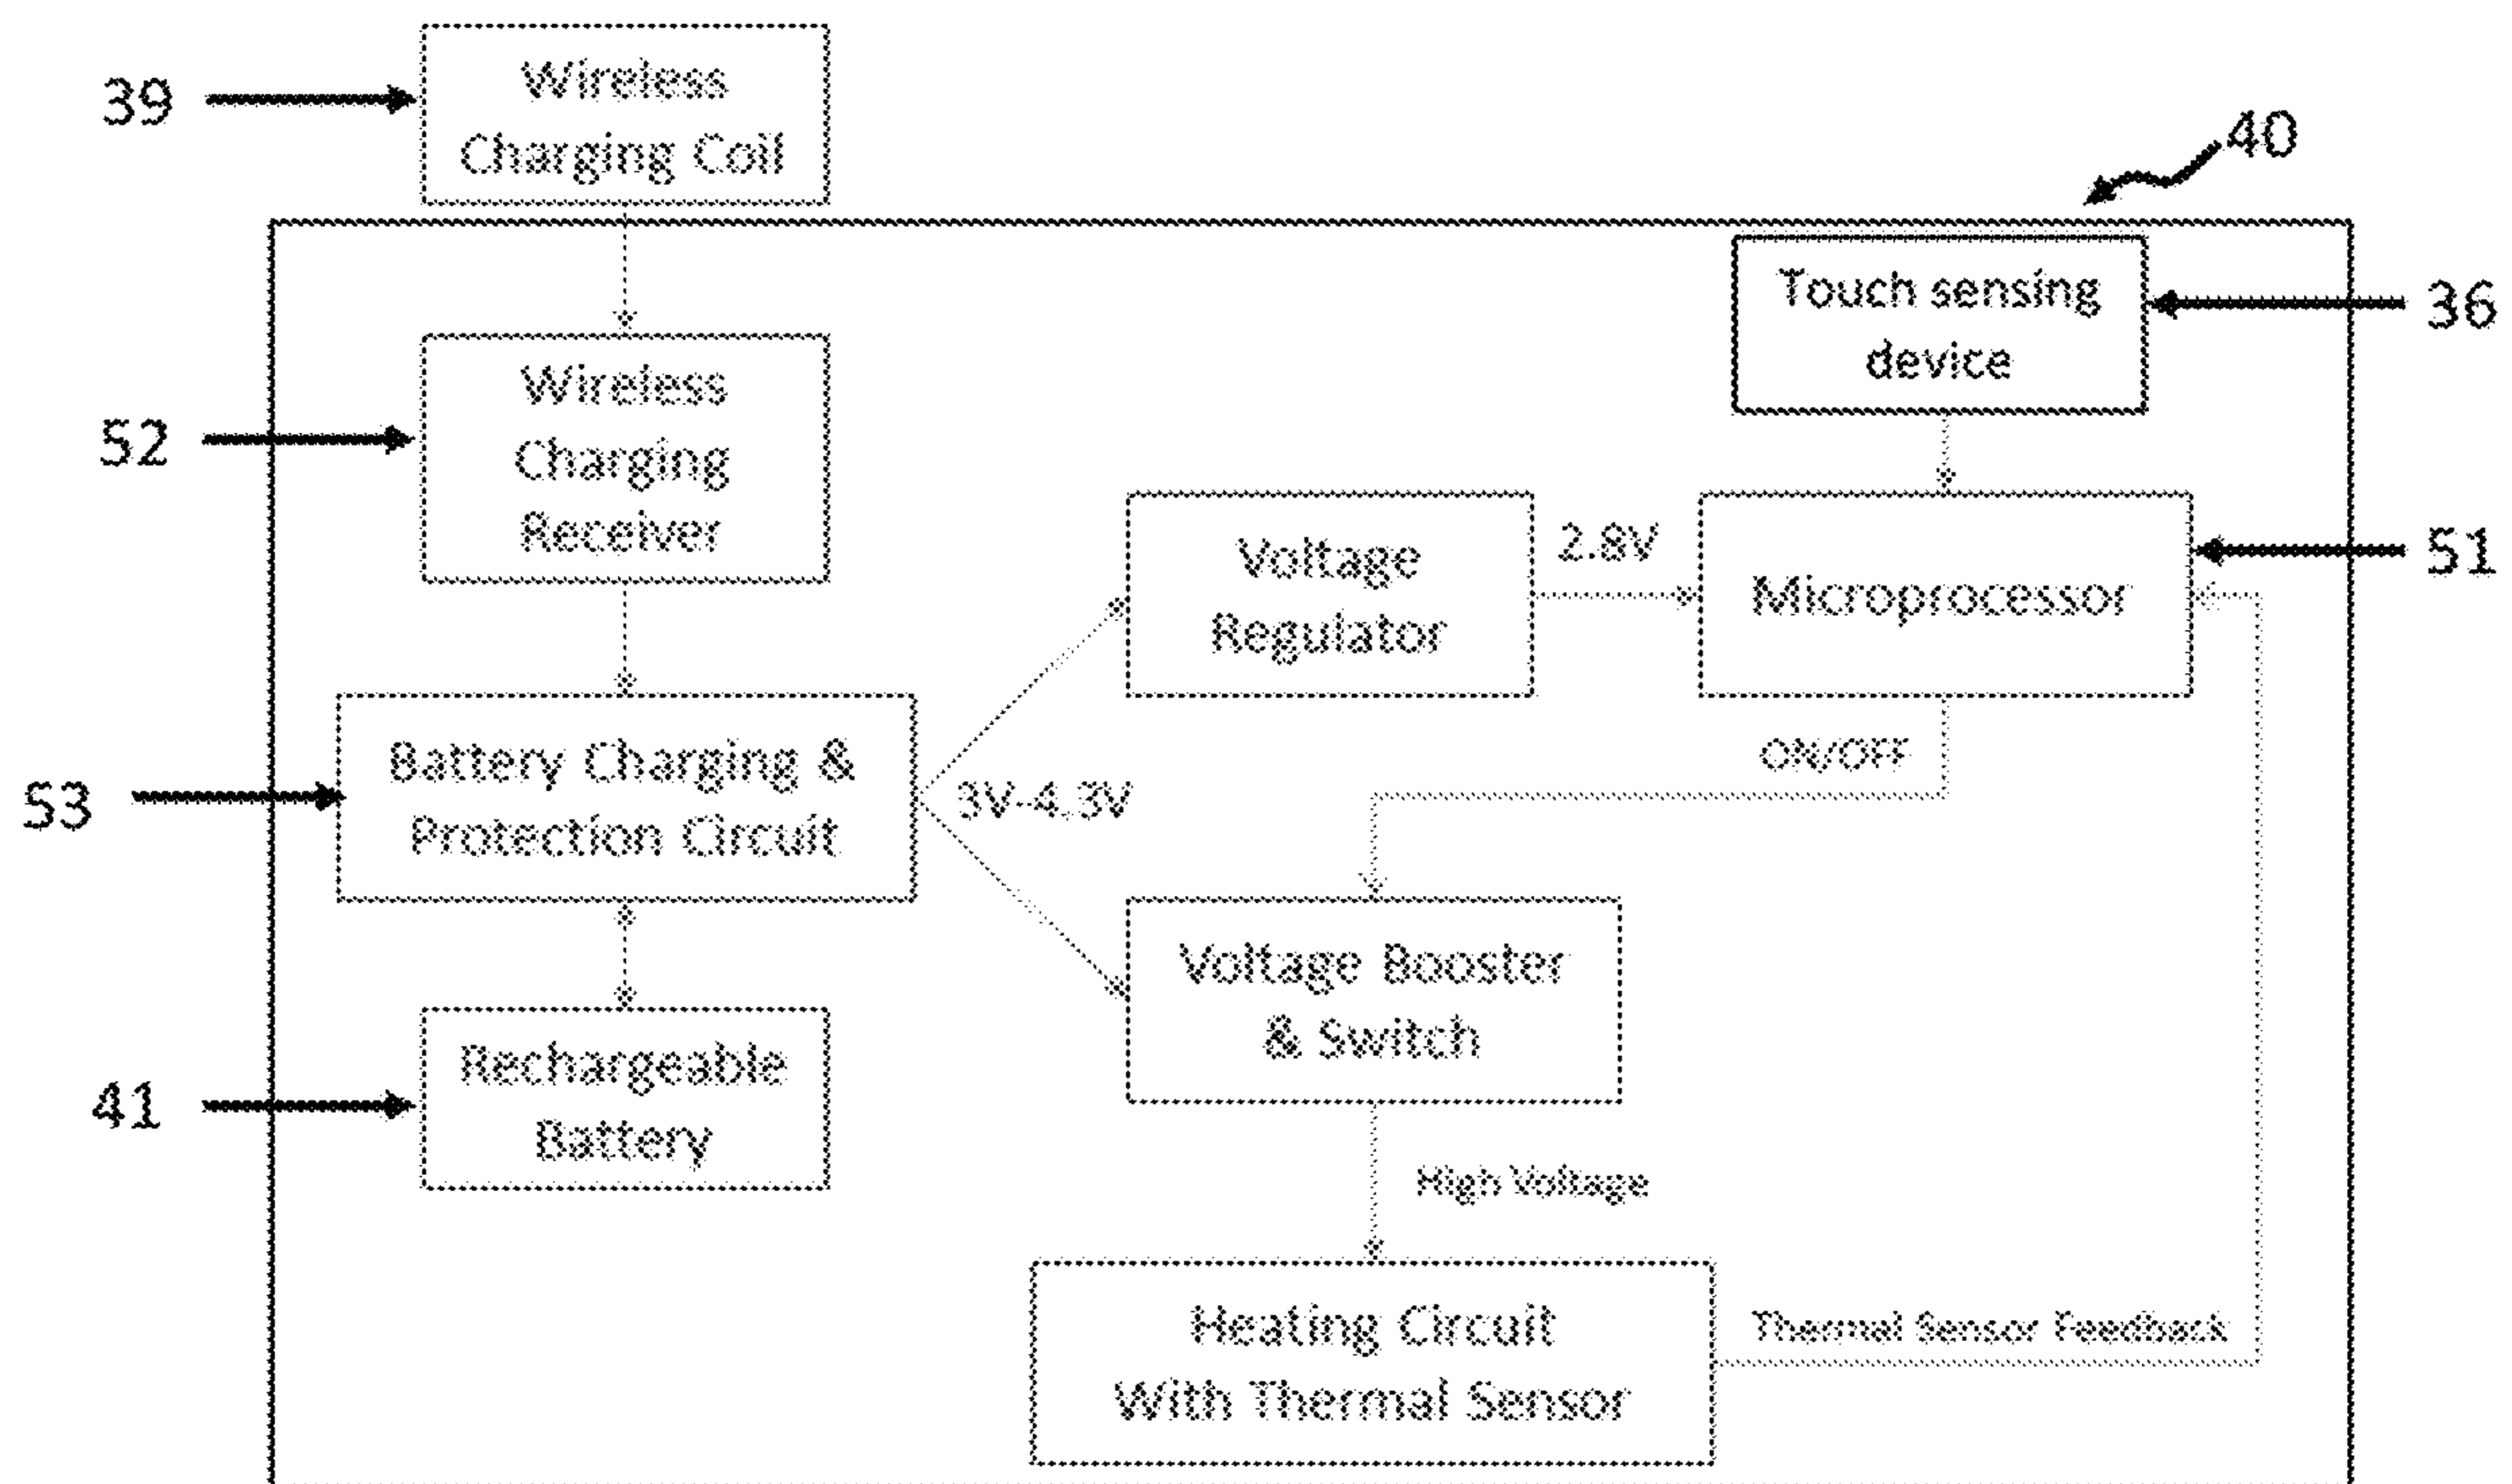 39
Wireless
Charging Coil
40
Touch sensing
device
36
52
Wireless
Charging
Receiver
Voltage
Regulator
2.8V
Microprocessor
51
53
Battery Charging &
Protection Circuit
3V-4.3V
ON/OFF
Voltage Booster
& Switch
41
Rechargeable
Battery
High Voltage
Heating Circuit
With Thermal Sensor
Thermal Sensor Feedback